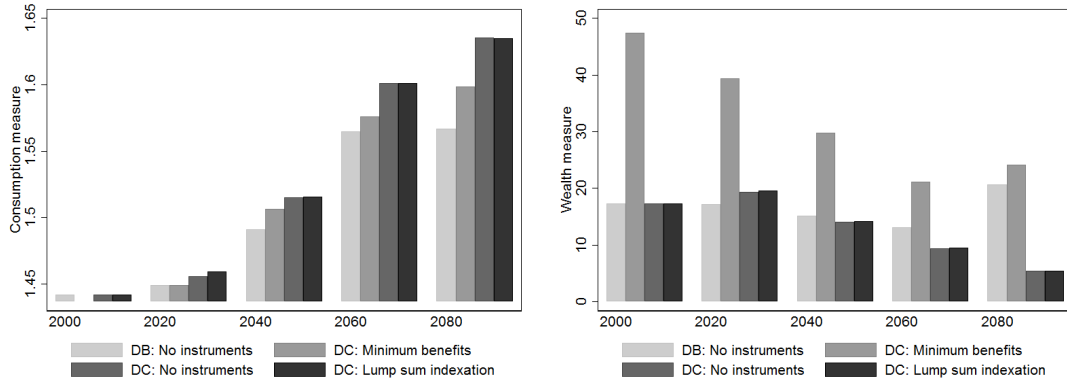 Consumption measure
1.65
1.6
1.55
1.5
1.45
2000 2020 2040 2060 2080
DB: No instruments DC: Minimum benefits
DC: No instruments DC: Lump sum indexation
Wealth measure
50
40
30
20
10
0
2000 2020 2040 2060 2080
DB: No instruments DC: Minimum benefits
DC: No instruments DC: Lump sum indexation